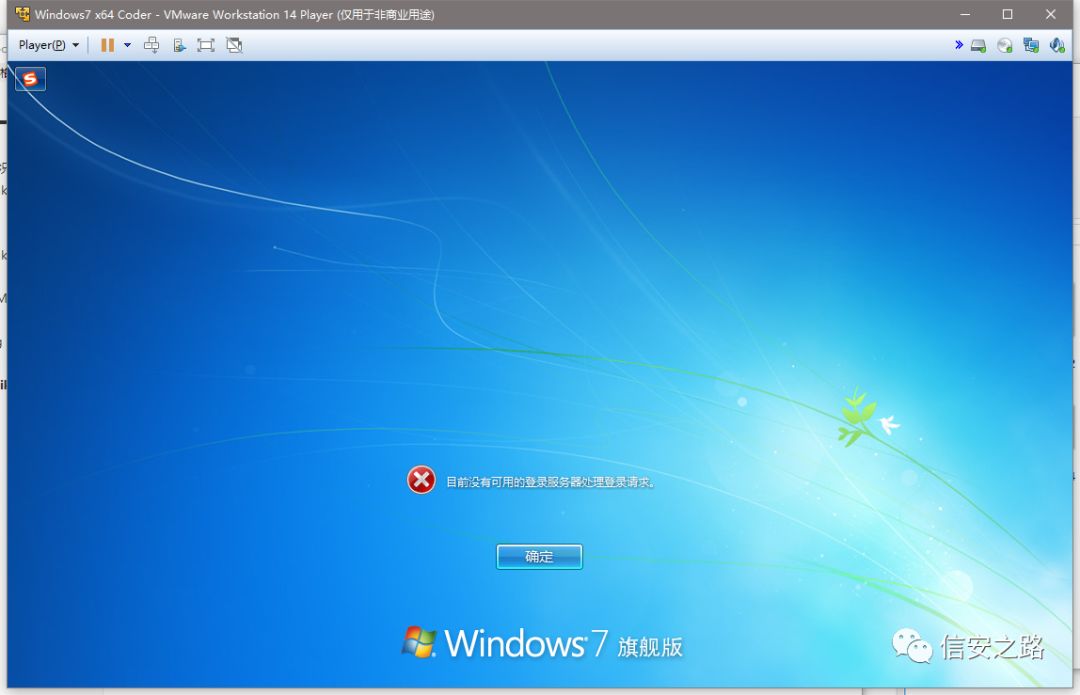 Windows7 x64 Coder - VMware Workstation 14 Player (仅用于非商业用途)
Player(P)
目前没有可用的登录服务器处理登录请求。
确定
Windows 7 旗舰版
信安之路